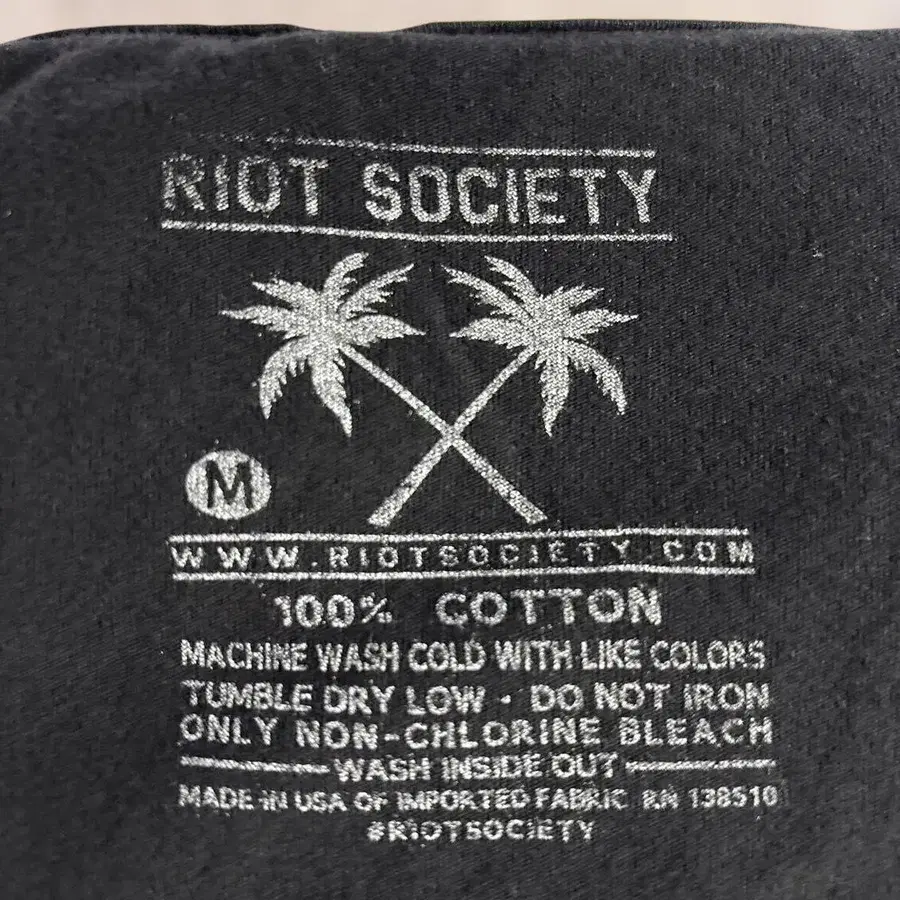 RIOT SOCIETY
M
WWW.RIOTSOCIETY.COM
100% COTTON
MACHINE WASH COLD WITH LIKE COLORS
TUMBLE DRY LOW · DO NOT IRON
ONLY NON-CHLORINE BLEACH
WASH INSIDE OUT
MADE IN USA OF IMPORTED FABRIC RN 138510
#RIOTSOCIETY